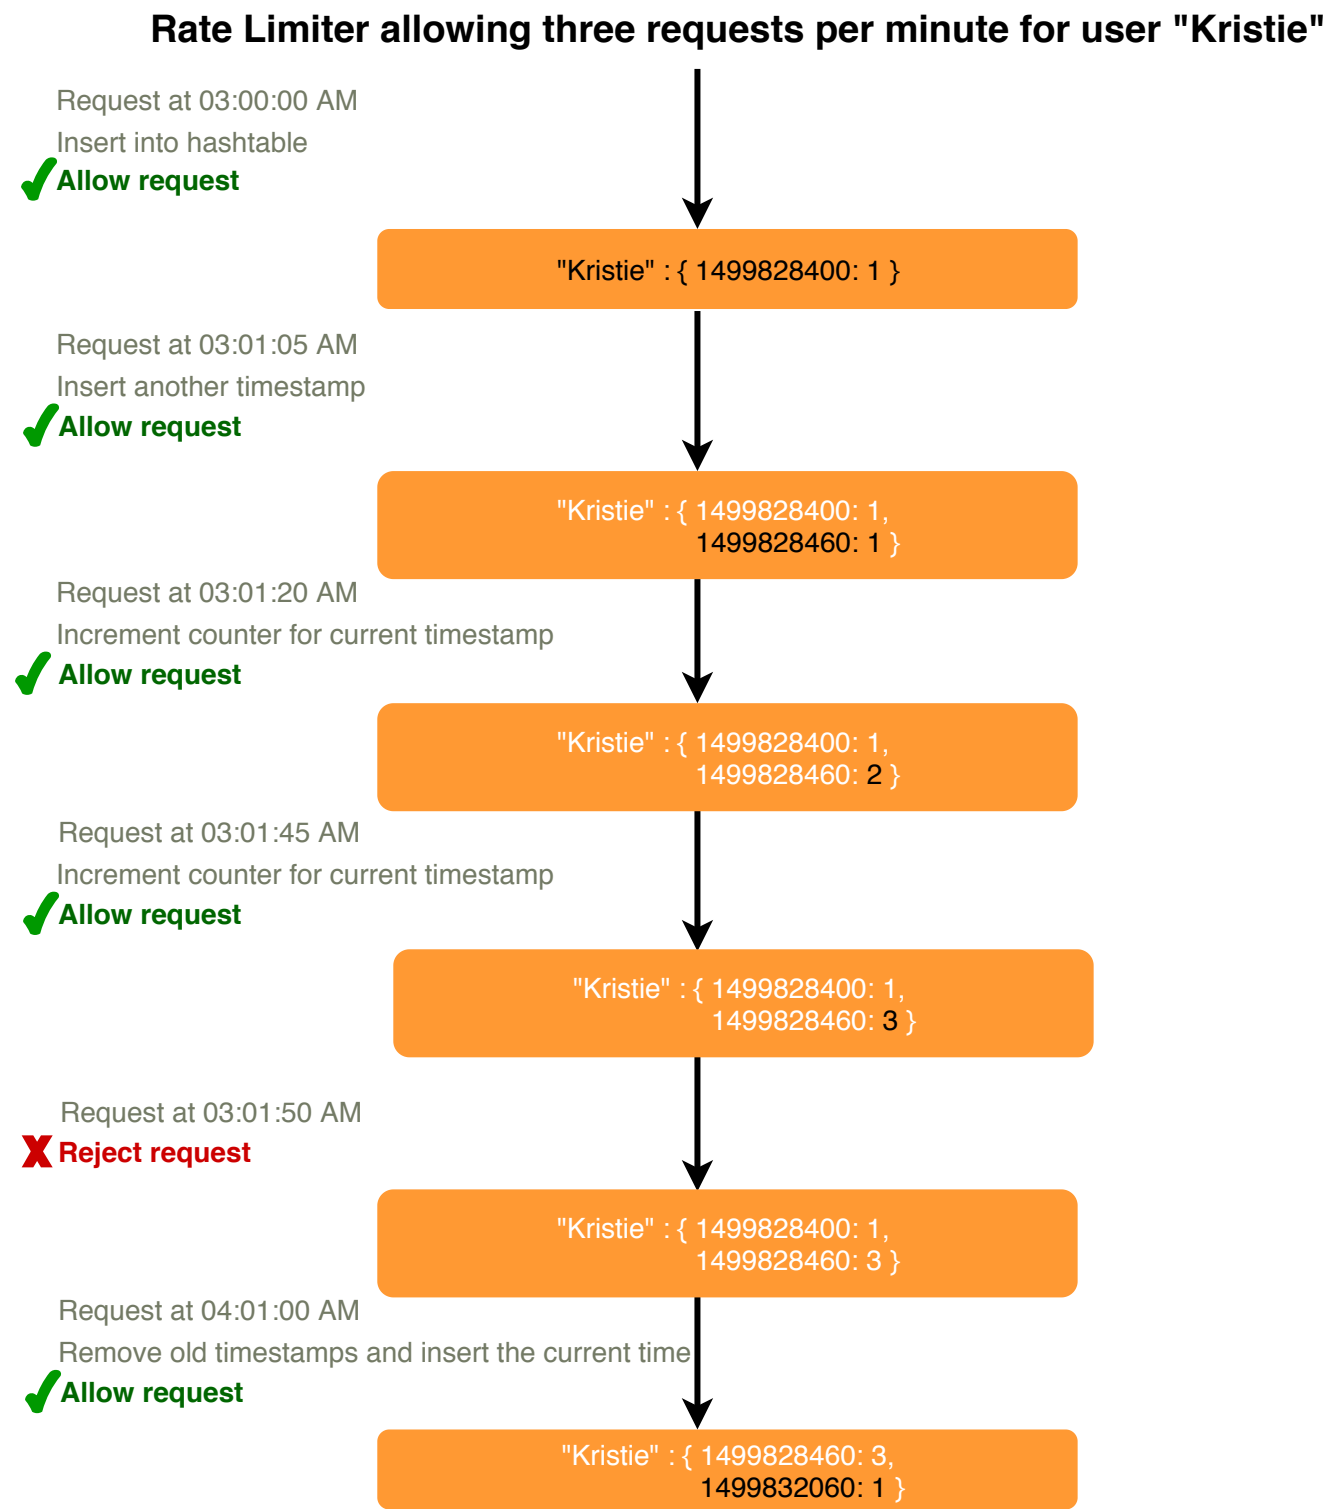 Rate Limiter allowing three requests per minute for user "Kristie"
Request at 03:00:00 AM
Insert into hashtable
Allow request
"Kristie" : { 1499828400: 1 }
Request at 03:01:05 AM
Insert another timestamp
Allow request
"Kristie" : { 1499828400: 1,
1499828460: 1 }
Request at 03:01:20 AM
Increment counter for current timestamp
Allow request
"Kristie" : { 1499828400: 1,
1499828460: 2 }
Request at 03:01:45 AM
Increment counter for current timestamp
Allow request
"Kristie" : { 1499828400: 1,
1499828460: 3 }
Request at 03:01:50 AM
Reject request
"Kristie" : { 1499828400: 1,
1499828460: 3 }
Request at 04:01:00 AM
Remove old timestamps and insert the current time
Allow request
"Kristie" : { 1499828460: 3,
1499832060: 1 }